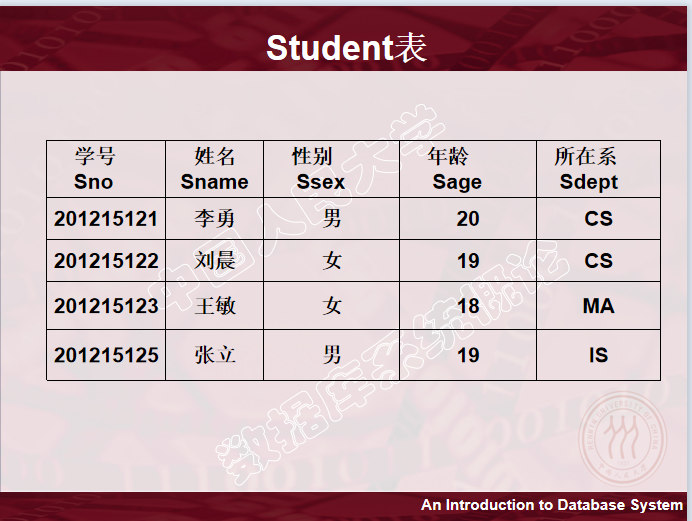 Student表
学号 姓名 性别 年龄 所在系
Sno Sname Ssex Sage Sdept
201215121 李勇 男 20 CS
201215122 刘晨 女 19 CS
201215123 王敏 女 18 MA
201215125 张立 男 19 IS
中国人民大学
数据库系统概论
An Introduction to Database System